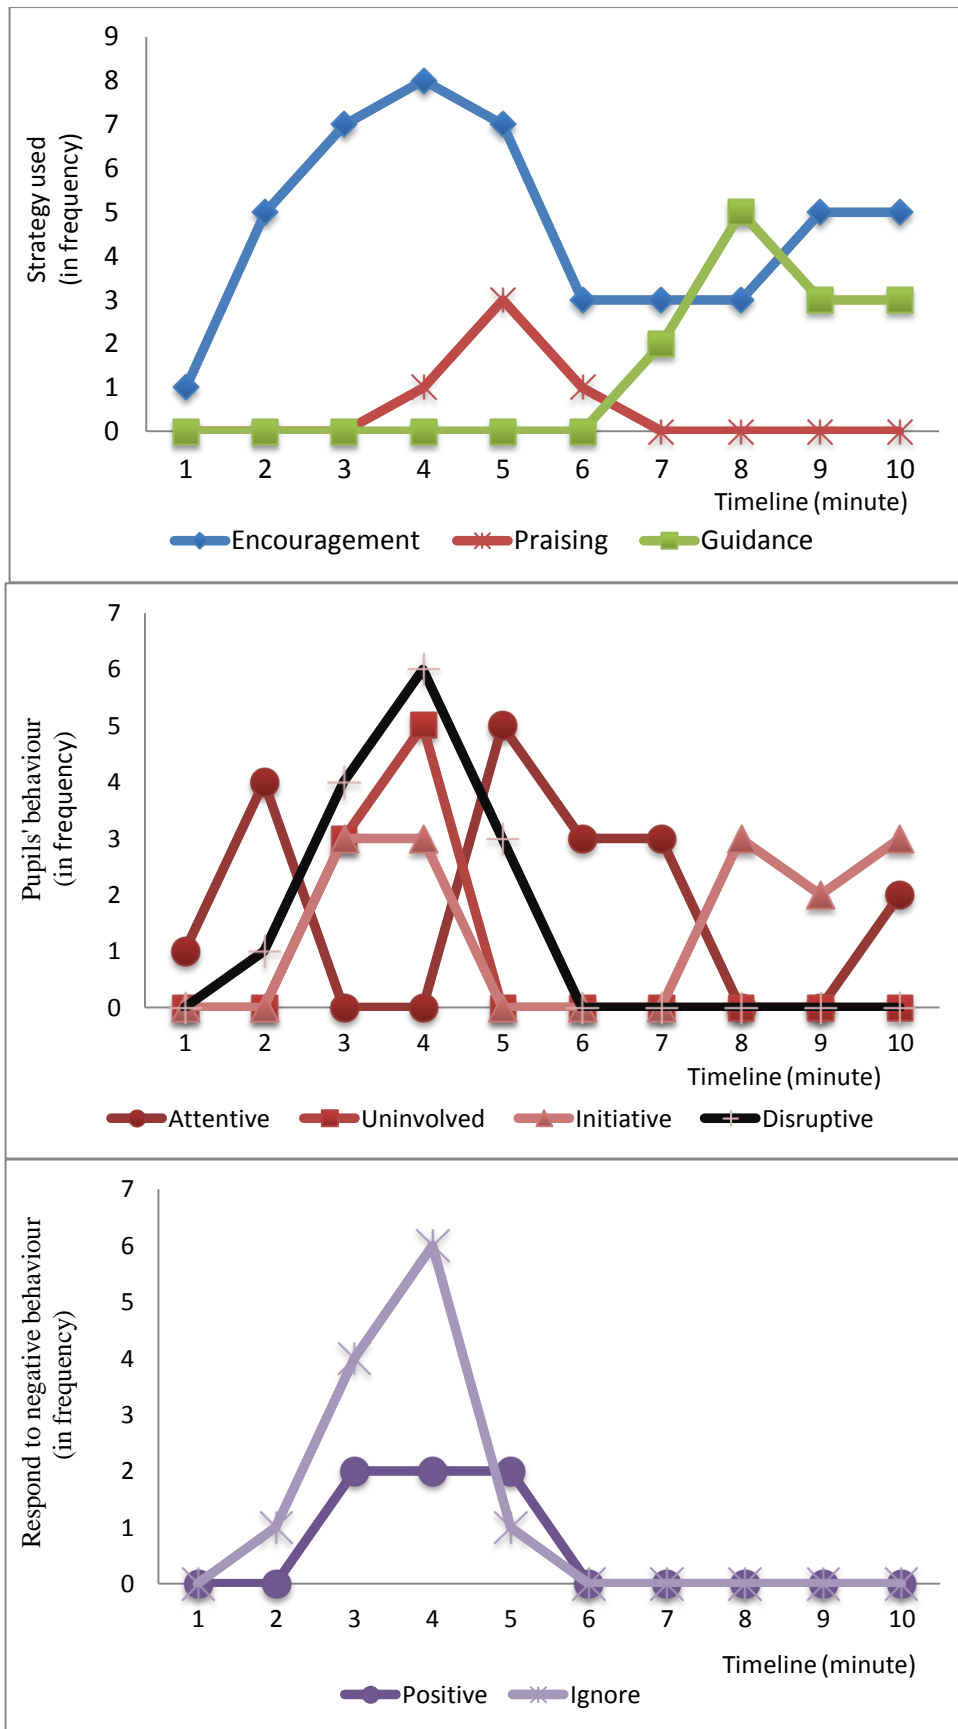 Strategy used
(in frequency)
9
8
7
6
5
4
3
2
1
0
1 2 3 4 5 6 7 8 9 10
Timeline (minute)
Encouragement Praising Guidance
Pupils' behaviour
(in frequency)
7
6
5
4
3
2
1
0
1 2 3 4 5 6 7 8 9 10
Timeline (minute)
Attentive Uninvolved Initiative Disruptive
Respond to negative behaviour
(in frequency)
7
6
5
4
3
2
1
0
1 2 3 4 5 6 7 8 9 10
Timeline (minute)
Positive Ignore